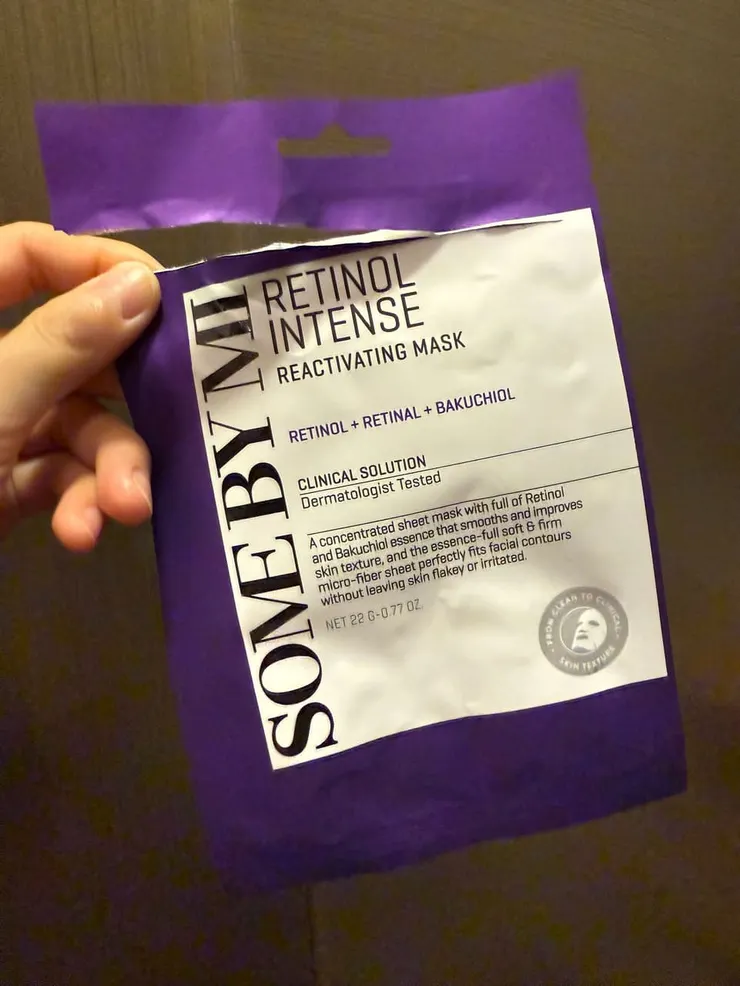 SOME BY MI
RETINOL
INTENSE
REACTIVATING MASK
RETINOL + RETINAL + BAKUCHIOL
CLINICAL SOLUTION
Dermatologist Tested
A concentrated sheet mask with full of Retinol
and Bakuchiol essence that smooths and improves
skin texture, and the essence-full soft & firm
micro-fiber sheet perfectly fits facial contours
without leaving skin flakey or irritated.
NET 22 G-0.77 OZ.
FROM CLEAN TO CLINICAL
SKIN TEXTURE